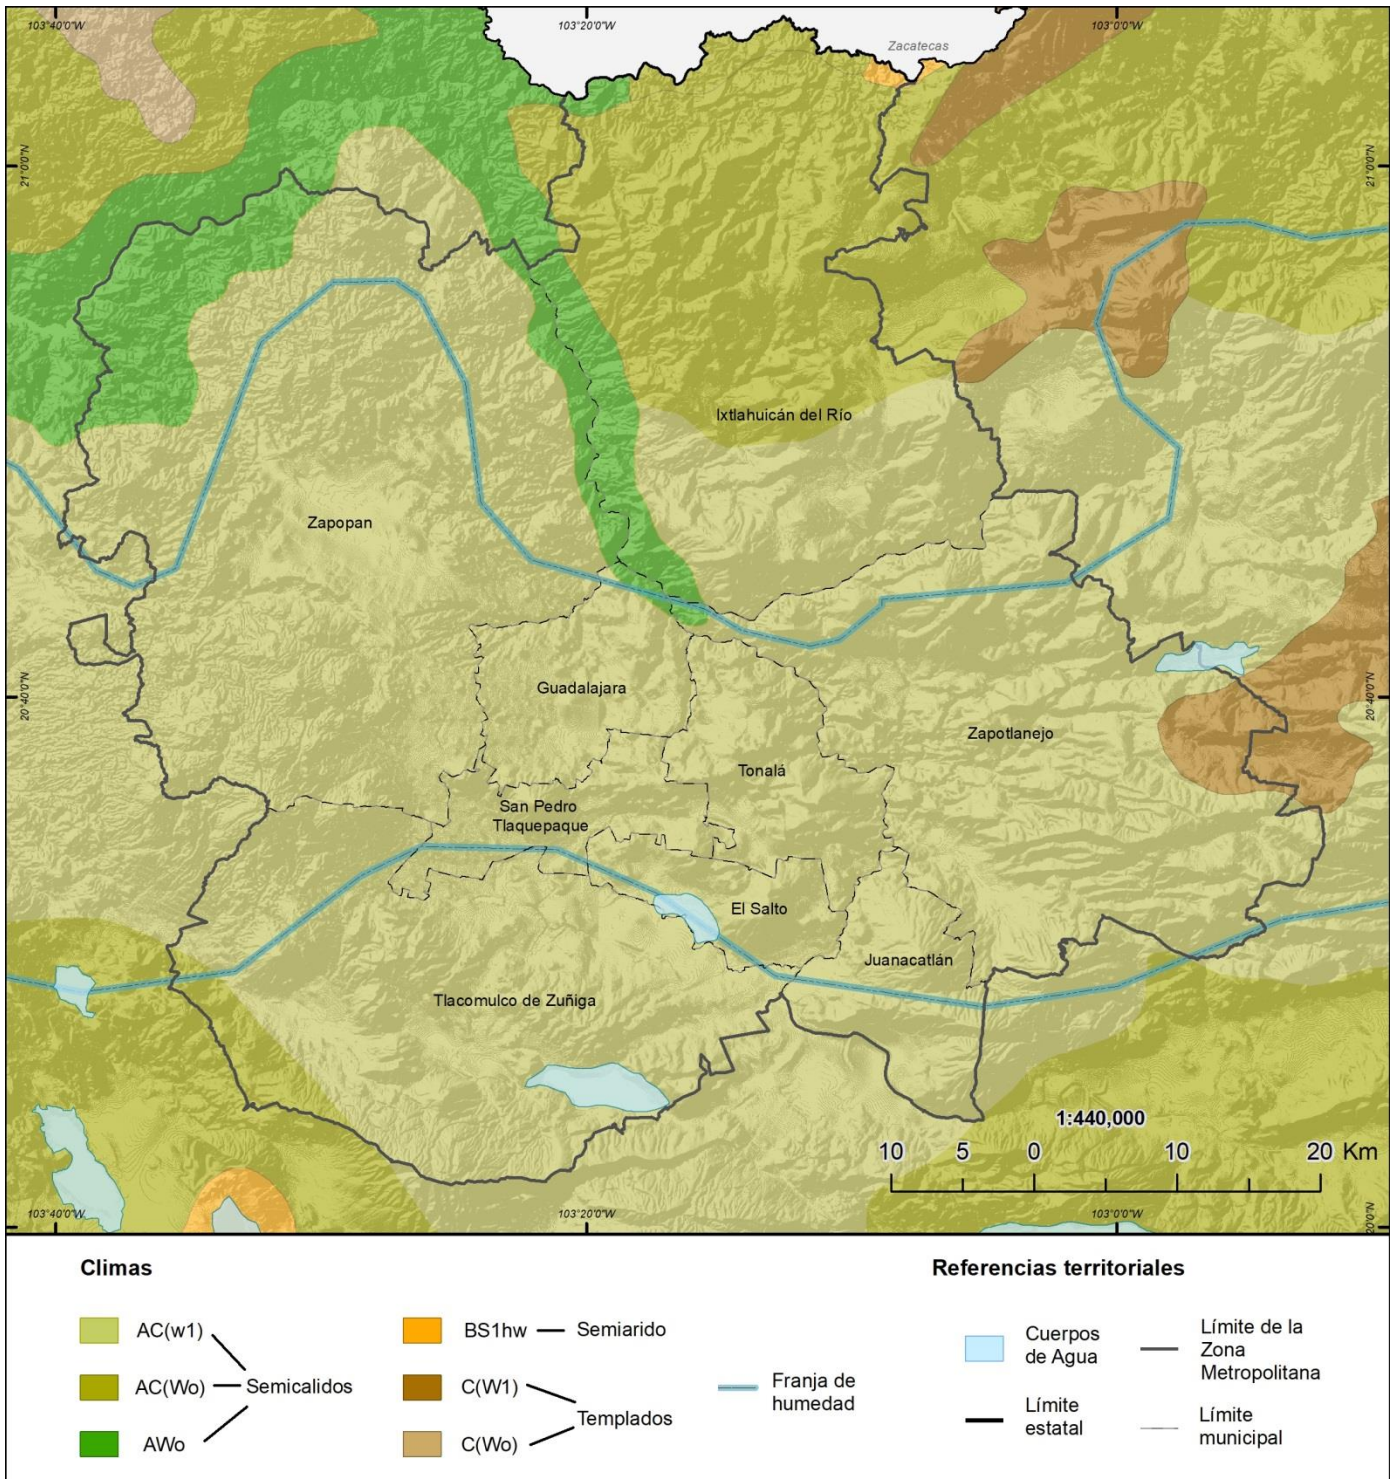 103°40'0"W
103°20'0"W
103°0'0"W
Zacatecas
21°0'0"N
21°0'0"N
Ixtlahuicán del Río
Zapopan
Guadalajara
20°40'0"N
20°40'0"N
Zapotlanejo
Tonalá
San Pedro
Tlaquepaque
El Salto
Juanacatlán
Tlacomulco de Zuñiga
1:440,000
10 5 0 10 20 Km
103°40'0"W
103°20'0"W
103°0'0"W
Climas
AC(w1)
AC(Wo)
AWo
Semicalidos
BS1hw
Semiarido
C(W1)
C(Wo)
Templados
Franja de
humedad
Referencias territoriales
Cuerpos
de Agua
Límite
estatal
Límite de la
Zona
Metropolitana
Límite
municipal